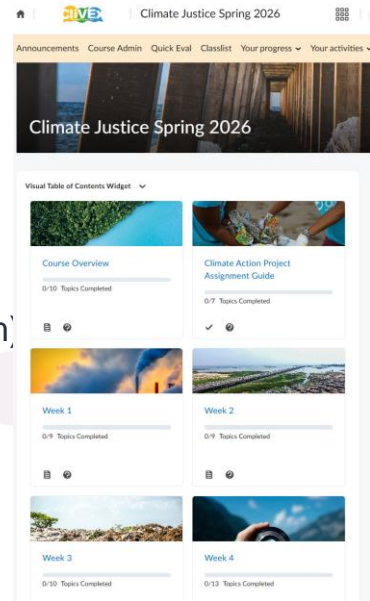 CIIVEX
Climate Justice Spring 2026
Announcements Course Admin Quick Eval Classlist Your progress Your activities
Climate Justice Spring 2026
Visual Table of Contents Widget
Course Overview
0/10 Topics Completed
Climate Action Project
Assignment Guide
0/7 Topics Completed
n)
Week 1
0/9 Topics Completed
Week 2
0/9 Topics Completed
Week 3
0/10 Topics Completed
Week 4
0/13 Topics Completed